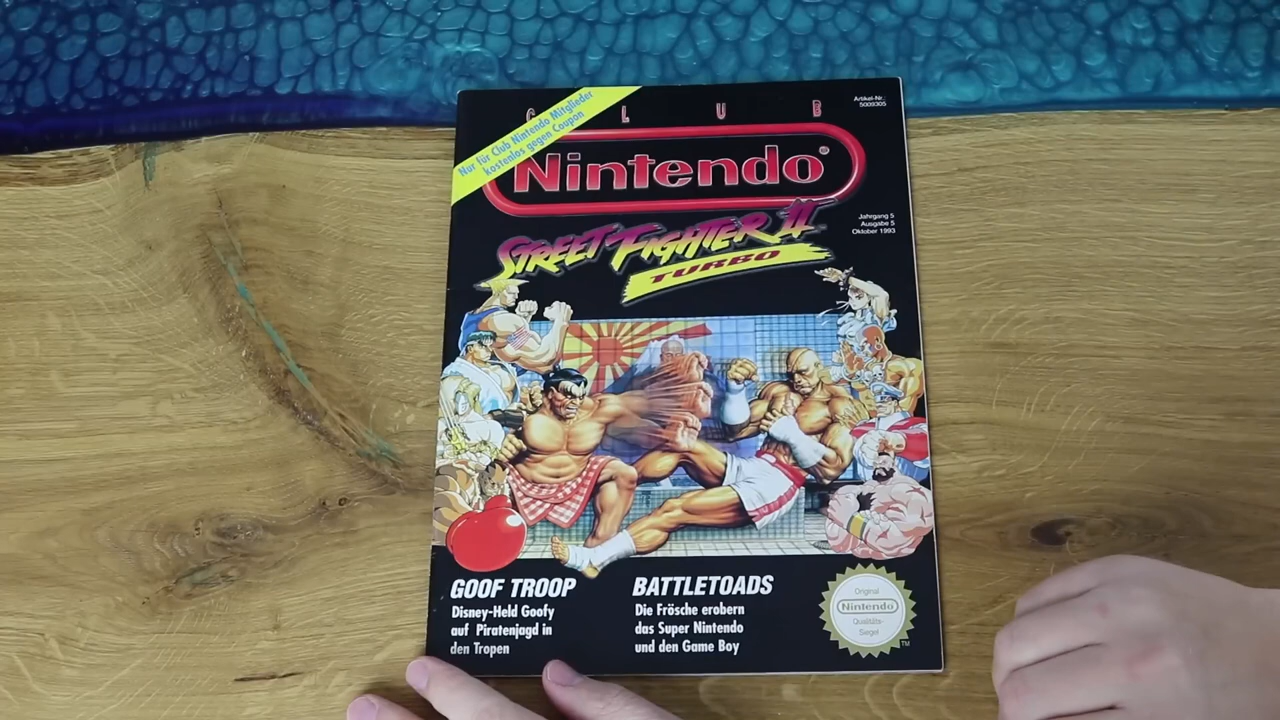 Nur für Club Nintendo Mitglieder
kostenlos gegen Coupon
CLUB
Artikel-Nr.:
5009305
Nintendo®
Jahrgang 5
Ausgabe 5
Oktober 1993
STREET FIGHTER II
TURBO
GOOF TROOP
Disney-Held Goofy
auf Piratenjagd in
den Tropen
BATTLETOADS
Die Frösche erobern
das Super Nintendo
und den Game Boy
Original
Nintendo
Qualitäts-
Siegel
TM